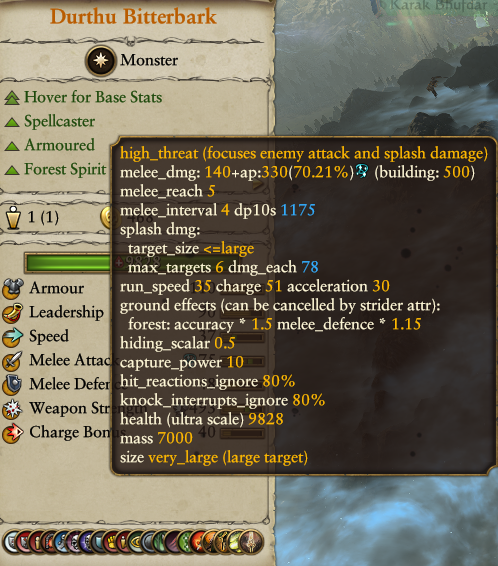 Karak Bhufdar
Durthu Bitterbark
Monster
Hover for Base Stats
Spellcaster
Armoured
Forest Spirit
high_threat (focuses enemy attack and splash damage)
melee_dmg: 140+ap:330(70.21%) (building: 500)
melee_reach 5
melee_interval 4 dp10s 1175
splash dmg:
target_size <=large
max_targets 6 dmg_each 78
run_speed 35 charge 51 acceleration 30
ground effects (can be cancelled by strider attr):
forest: accuracy * 1.5 melee_defence * 1.15
hiding_scalar 0.5
capture_power 10
hit_reactions_ignore 80%
knock_interrupts_ignore 80%
health (ultra scale) 9828
mass 7000
size very_large (large target)
1 (1)
Armour
Leadership
Speed
Melee Attack
Melee Defence
Weapon Strength 493
Charge Bonus 40